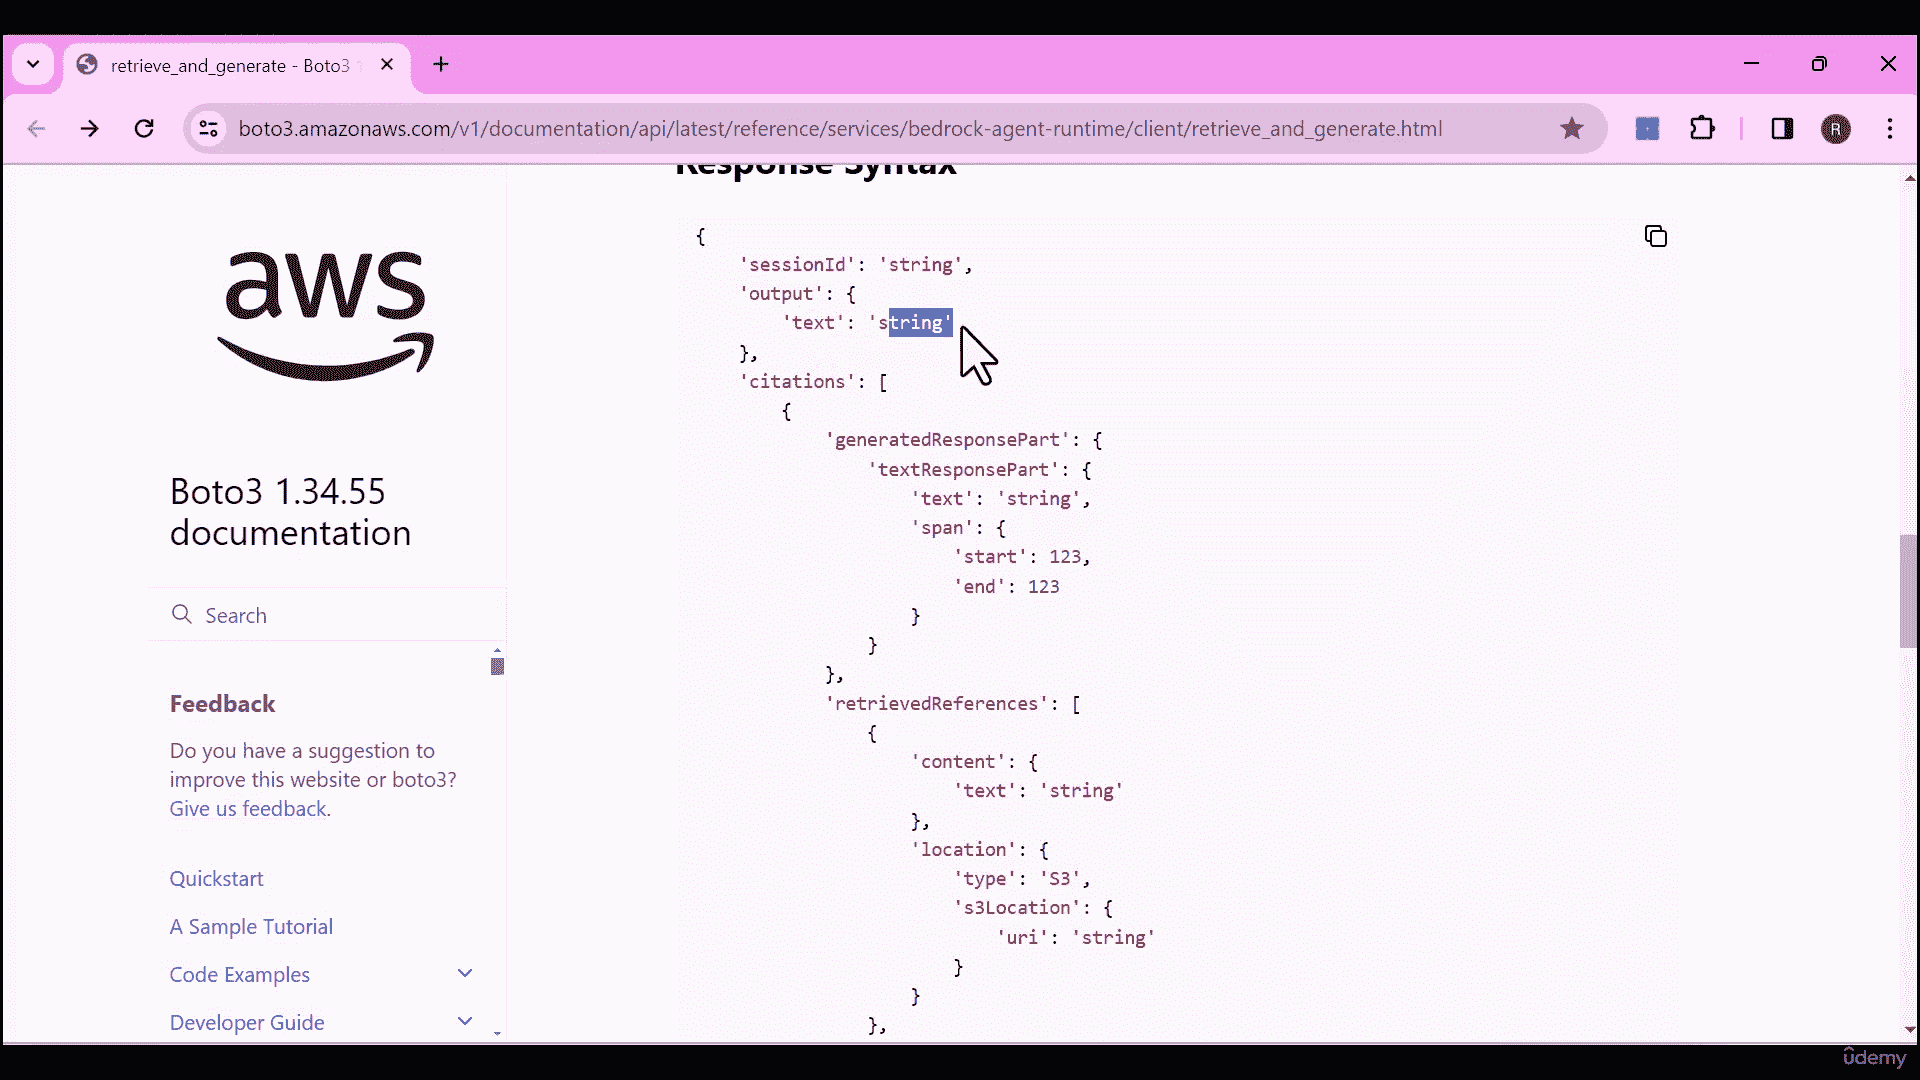 retrieve_and_generate - Boto3
boto3.amazonaws.com/v1/documentation/api/latest/reference/services/bedrock-agent-runtime/client/retrieve_and_generate.html
R
Response Syntax
aws
Boto3 1.34.55
documentation
Search
Feedback
Do you have a suggestion to
improve this website or boto3?
Give us feedback.
Quickstart
A Sample Tutorial
Code Examples
Developer Guide
{
    'sessionId': 'string',
    'output': {
        'text': 'string'
    },
    'citations': [
        {
            'generatedResponsePart': {
                'textResponsePart': {
                    'text': 'string',
                    'span': {
                        'start': 123,
                        'end': 123
                    }
                }
            },
            'retrievedReferences': [
                {
                    'content': {
                        'text': 'string'
                    },
                    'location': {
                        'type': 'S3',
                        's3Location': {
                            'uri': 'string'
                        }
                    }
                },
ûdemy